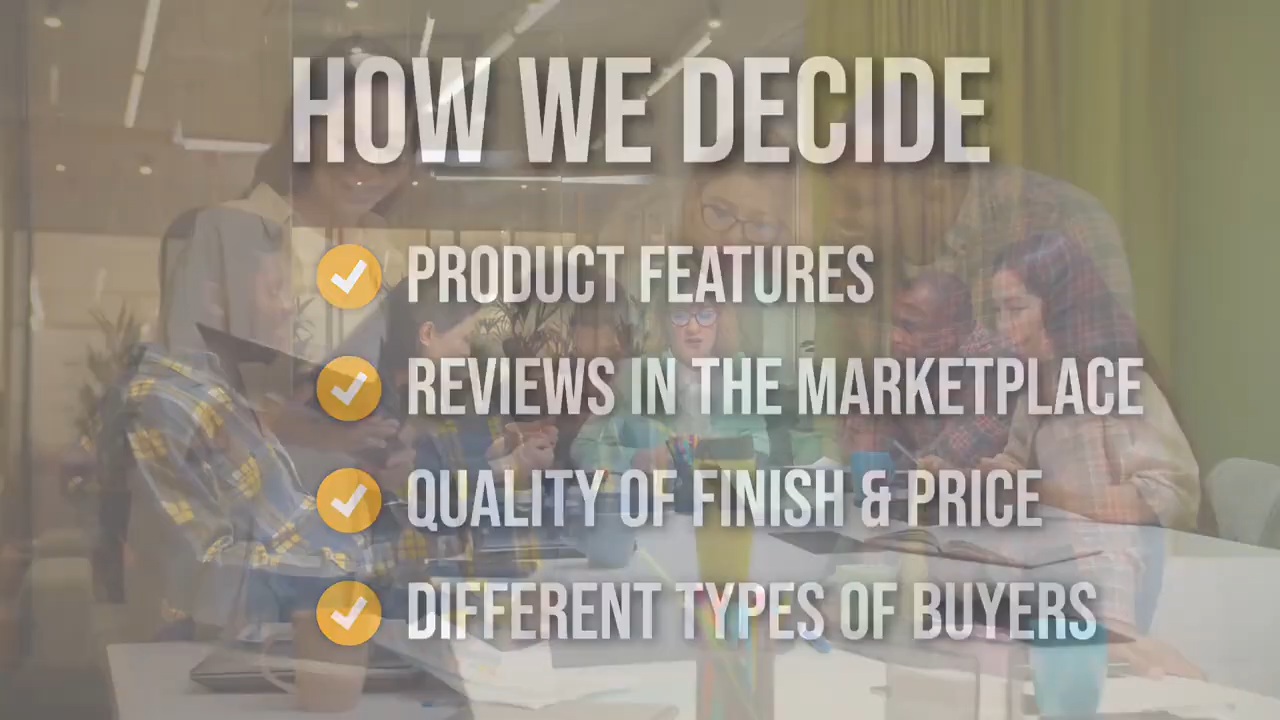 HOW WE DECIDE
PRODUCT FEATURES
REVIEWS IN THE MARKETPLACE
QUALITY OF FINISH & PRICE
DIFFERENT TYPES OF BUYERS